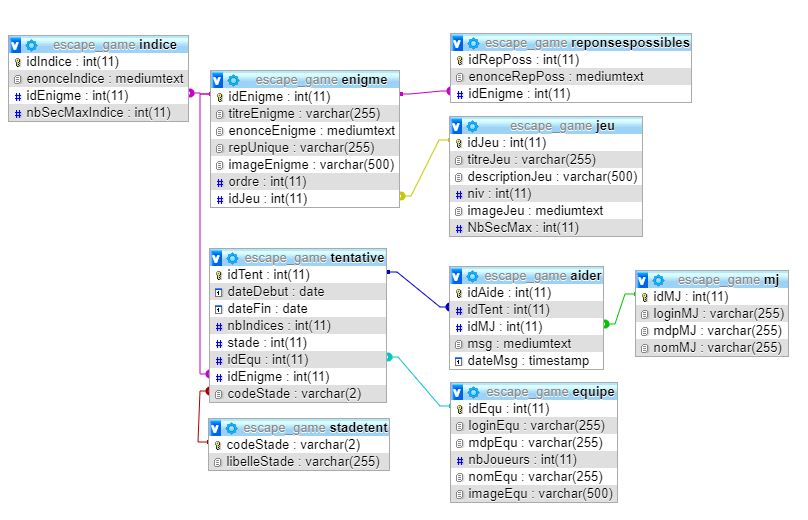 escape_game indice
idIndice : int(11)
enonceIndice : mediumtext
idEnigme : int(11)
nbSecMaxIndice : int(11)
escape_game enigme
idEnigme : int(11)
titreEnigme : varchar(255)
enonceEnigme : mediumtext
repUnique : varchar(255)
imageEnigme : varchar(500)
ordre : int(11)
idJeu : int(11)
escape_game reponsespossibles
idRepPoss : int(11)
enonceRepPoss : mediumtext
idEnigme : int(11)
escape_game jeu
idJeu : int(11)
titreJeu : varchar(255)
descriptionJeu : varchar(500)
niv : int(11)
imageJeu : mediumtext
NbSecMax : int(11)
escape_game tentative
idTent : int(11)
dateDebut : date
dateFin : date
nbIndices : int(11)
stade : int(11)
idEqu : int(11)
idEnigme : int(11)
codeStade : varchar(2)
escape_game aider
idAide : int(11)
idTent : int(11)
idMJ : int(11)
msg : mediumtext
dateMsg : timestamp
escape_game mj
idMJ : int(11)
loginMJ : varchar(255)
mdpMJ : varchar(255)
nomMJ : varchar(255)
escape_game stadetent
codeStade : varchar(2)
libelleStade : varchar(255)
escape_game equipe
idEqu : int(11)
loginEqu : varchar(255)
mdpEqu : varchar(255)
nbJoueurs : int(11)
nomEqu : varchar(255)
imageEqu : varchar(500)